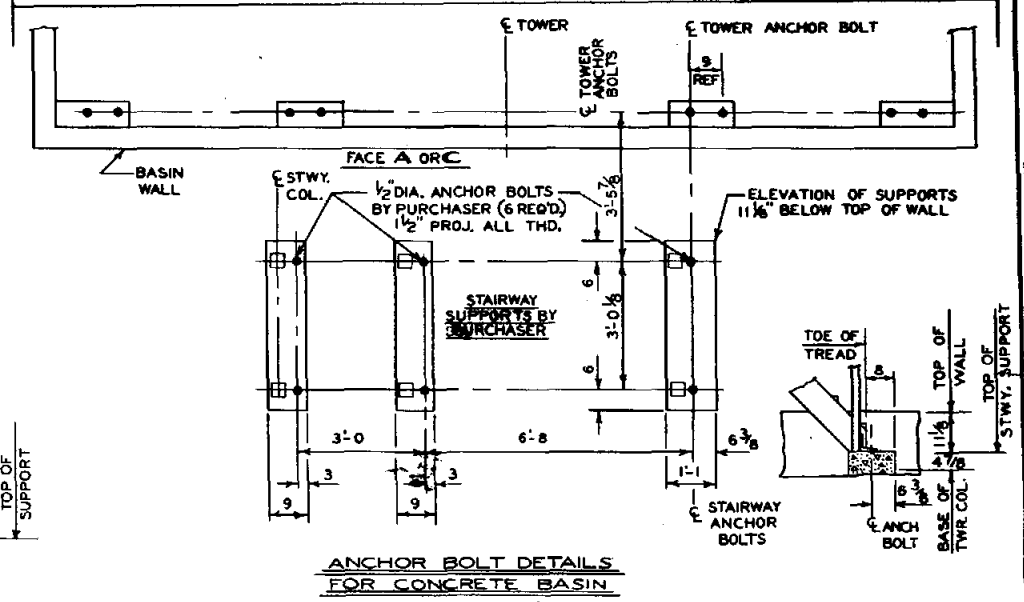 ℄ TOWER
℄ TOWER ANCHOR BOLT
℄ TOWER
ANCHOR
BOLTS
9
REF
BASIN
WALL
FACE A OR C
℄ STWY.
COL.
1/2" DIA. ANCHOR BOLTS
BY PURCHASER (6 REQ'D)
1 1/2" PROJ. ALL THD.
3'-5 7/8
ELEVATION OF SUPPORTS
11 1/8" BELOW TOP OF WALL
6
3'-0 1/8
6
STAIRWAY
SUPPORTS BY
PURCHASER
TOE OF
TREAD
8
TOP OF
WALL
TOP OF
STWY. SUPPORT
11 1/8
4 7/8
6 3/8
BASE OF
TWR. COL.
℄ ANCH
BOLT
3'-0
6'-8
6 3/8
3
3
1'-1
9
9
℄ STAIRWAY
ANCHOR
BOLTS
TOP OF
SUPPORT
ANCHOR BOLT DETAILS
FOR CONCRETE BASIN